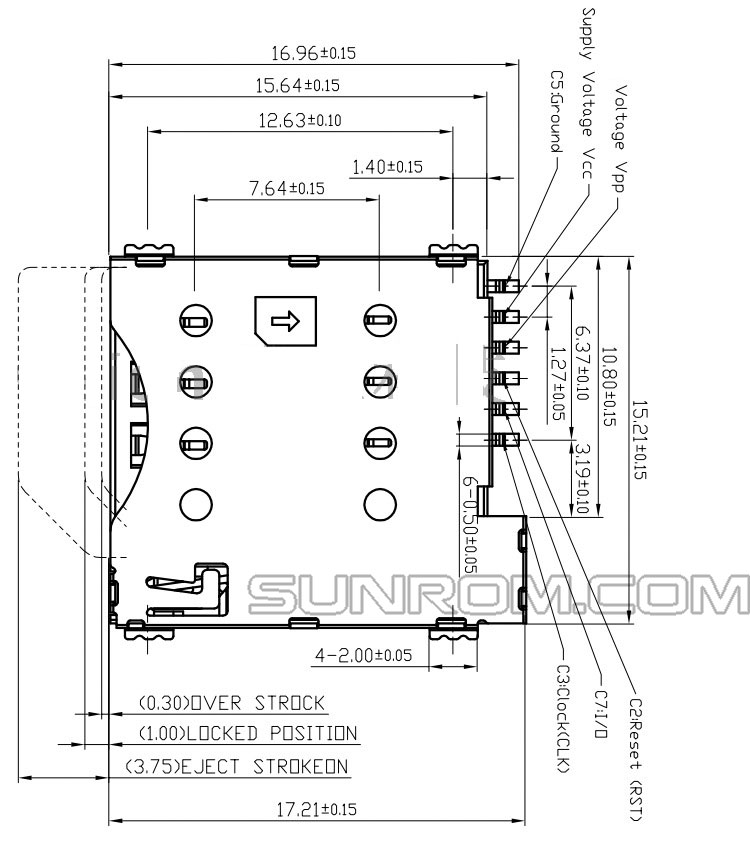 16.96±0.15
15.64±0.15
12.63±0.10
1.40±0.15
7.64±0.15
C5:Ground
Supply Voltage Vcc
Voltage Vpp
6.37±0.10
1.27±0.05
10.80±0.15
15.21±0.15
3.19±0.10
6-0.50±0.05
SUNROM.COM
4-2.00±0.05
C3:Clock(CLK)
C7:I/O
C2:Reset (RST)
(0.30)OVER STROCK
(1.00)LOCKED POSITION
(3.75)EJECT STROKEON
17.21±0.15